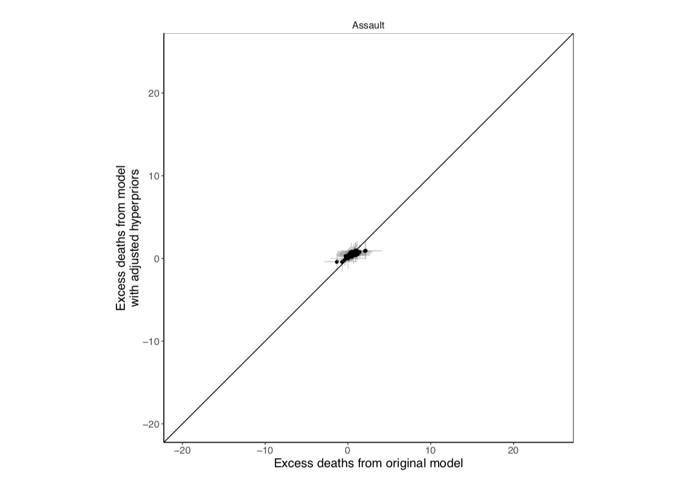 Assault
Excess deaths from model
with adjusted hyperpriors
20
10
0
−10
−20
−20 −10 0 10 20
Excess deaths from original model